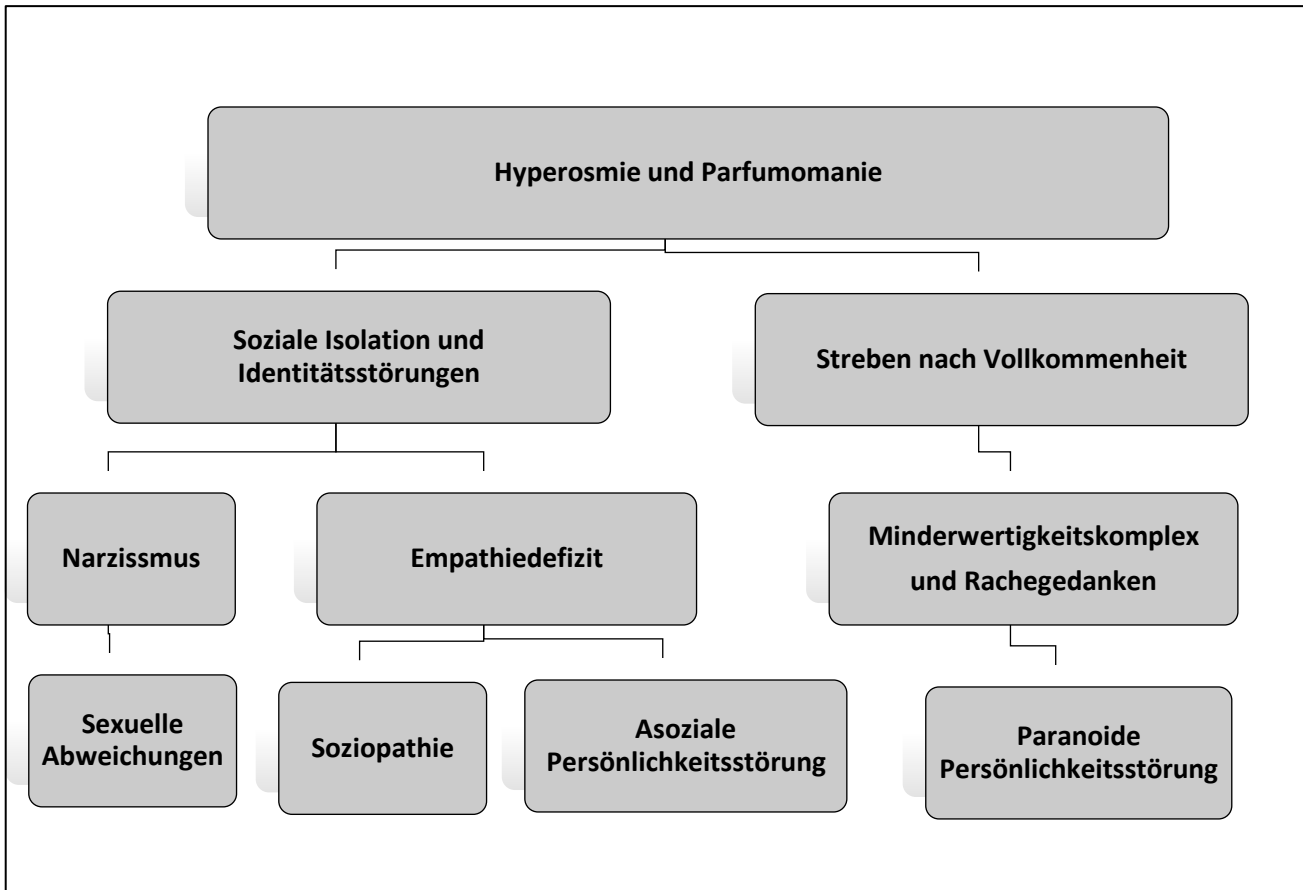 Hyperosmie und Parfumomanie
Soziale Isolation und
Identitätsstörungen
Streben nach Vollkommenheit
Narzissmus
Empathiedefizit
Minderwertigkeitskomplex
und Rachegedanken
Sexuelle
Abweichungen
Soziopathie
Asoziale
Persönlichkeitsstörung
Paranoide
Persönlichkeitsstörung